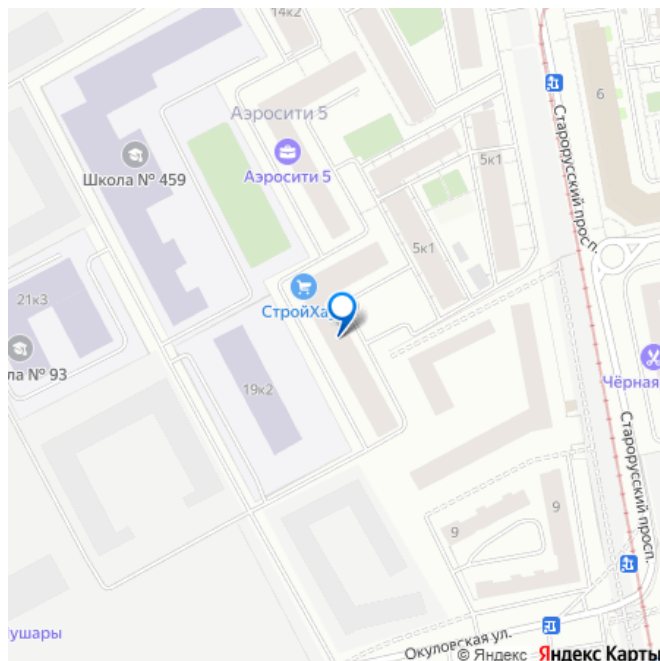 14к2
Аэросити 5
Аэросити 5
Школа № 459
6
Старорусский просп.
5к1
5к1
21к3
ла № 93
СтройХа
19к2
Чёрная
Старорусский просп.
9
9
ушары
Окуловская ул.
© Яндекс Яндекс Карты